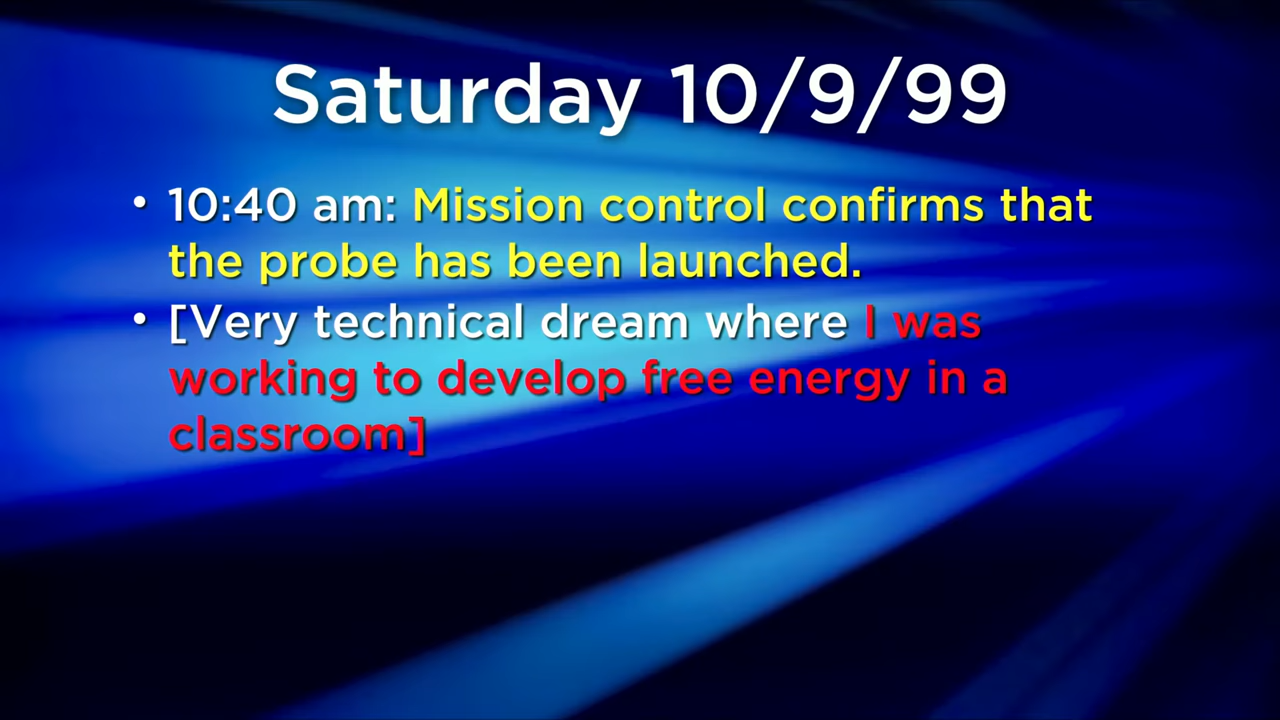 Saturday 10/9/99
• 10:40 am: Mission control confirms that
the probe has been launched.
• [Very technical dream where I was
working to develop free energy in a
classroom]